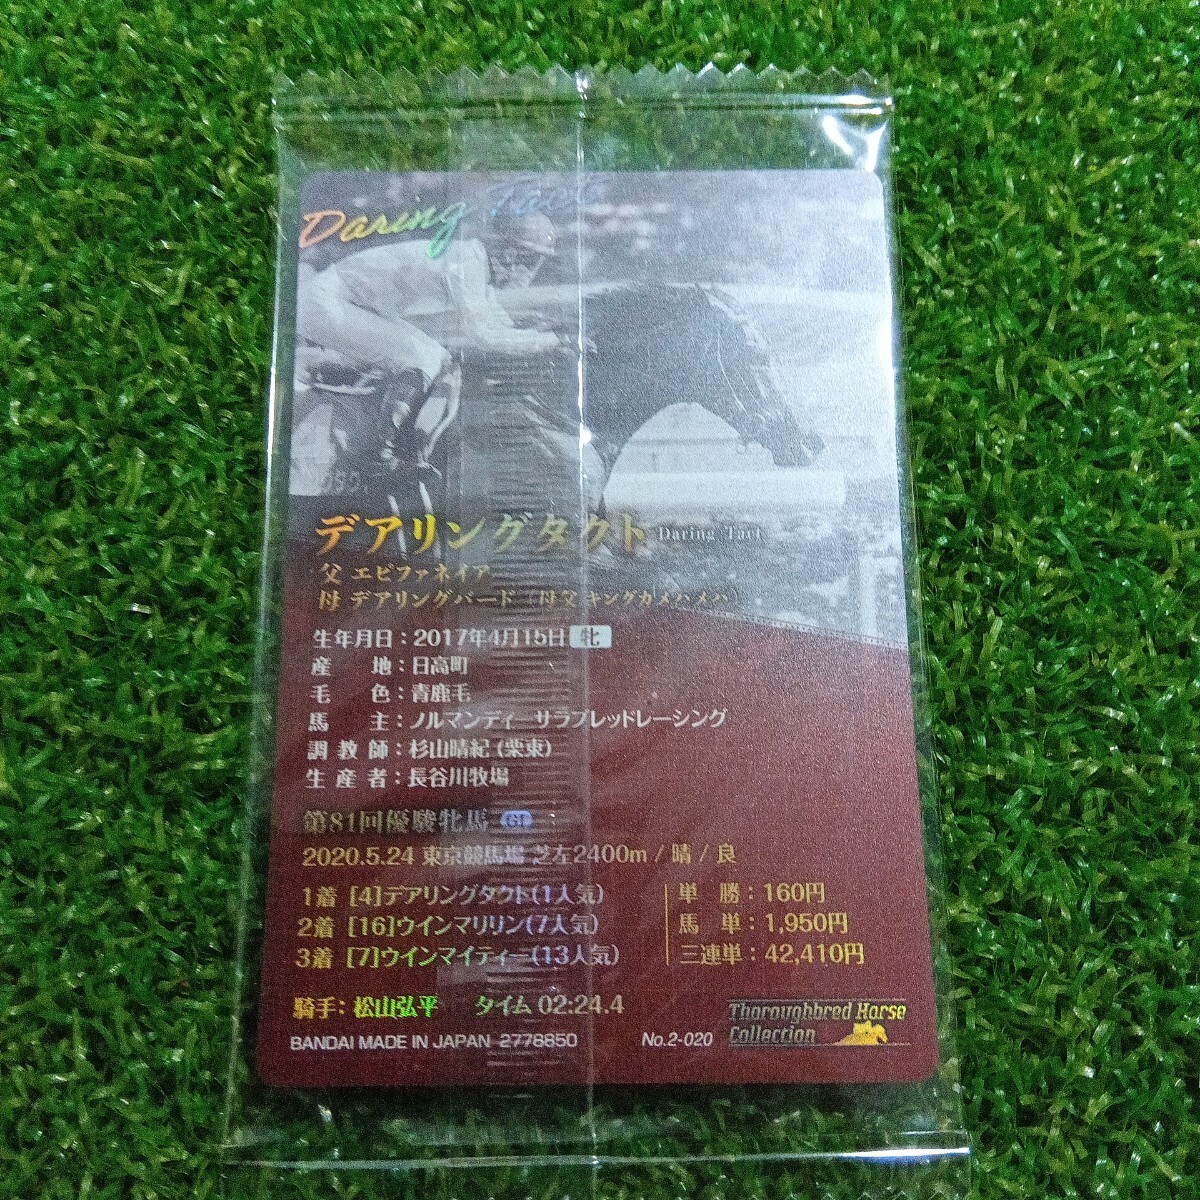 Daring Tact
デアリングタクト Daring Tact
父 エピファネイア
母 デアリングバード（母父 キングカメハメハ）
生年月日：2017年4月15日 牝
産地：日高町
毛色：青鹿毛
馬主：ノルマンディーサラブレッドレーシング
調教師：杉山晴紀（栗東）
生産者：長谷川牧場
第81回優駿牝馬 GI
2020.5.24 東京競馬場 芝左2400m / 晴 / 良
1着 [4]デアリングタクト(1人気) 単勝：160円
2着 [16]ウインマリリン(7人気) 馬単：1,950円
3着 [7]ウインマイティー(13人気) 三連単：42,410円
騎手：松山弘平 タイム 02:24.4
Thoroughbred Horse
Collection
BANDAI MADE IN JAPAN 2778850 No.2-020